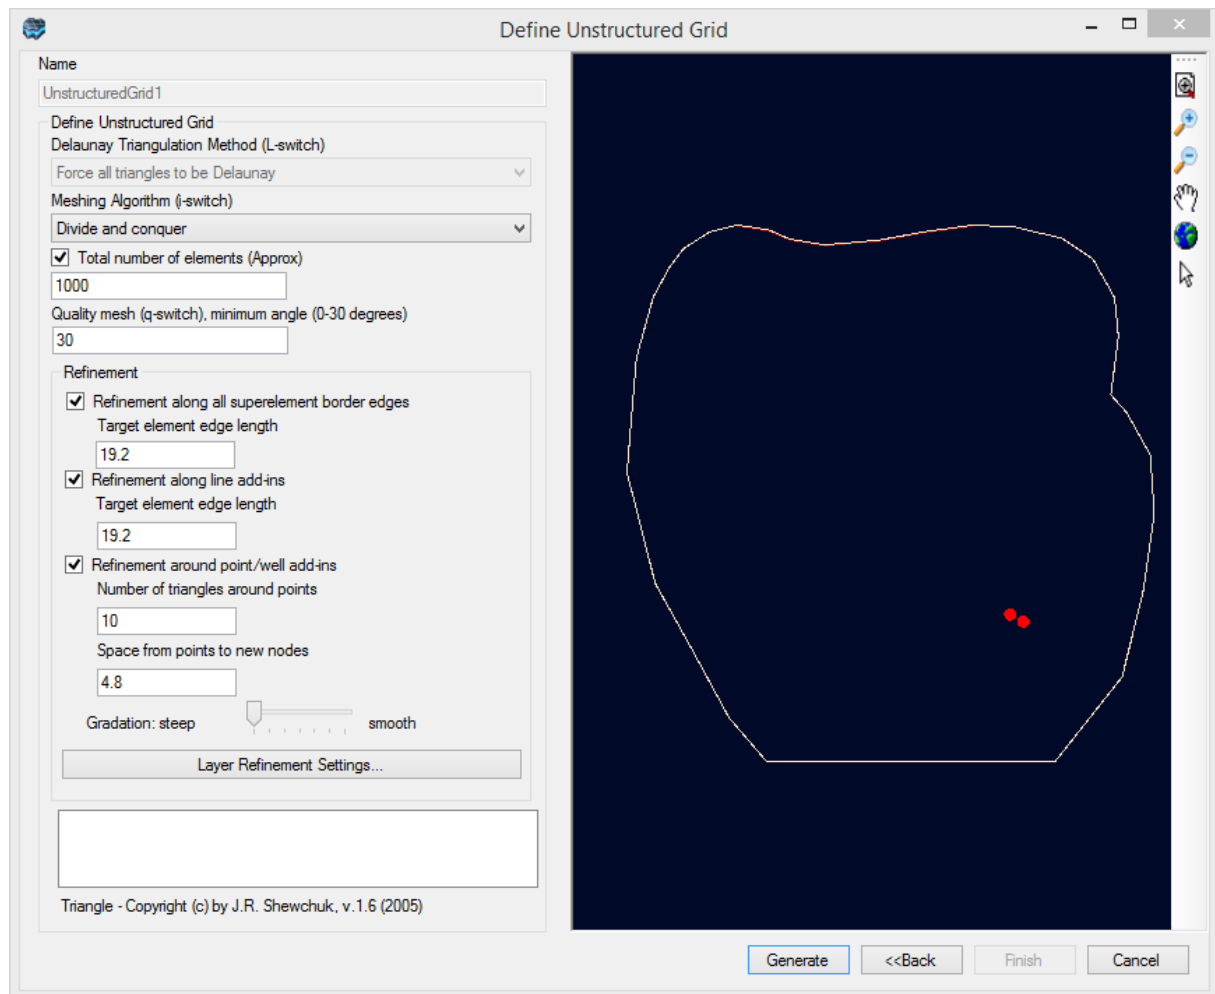 Define Unstructured Grid
Name
UnstructuredGrid1
Define Unstructured Grid
Delaunay Triangulation Method (L-switch)
Force all triangles to be Delaunay
Meshing Algorithm (i-switch)
Divide and conquer
Total number of elements (Approx)
1000
Quality mesh (q-switch), minimum angle (0-30 degrees)
30
Refinement
Refinement along all superelement border edges
Target element edge length
19.2
Refinement along line add-ins
Target element edge length
19.2
Refinement around point/well add-ins
Number of triangles around points
10
Space from points to new nodes
4.8
Gradation: steep smooth
Layer Refinement Settings...
Triangle - Copyright (c) by J.R. Shewchuk, v.1.6 (2005)
Generate <<Back Finish Cancel